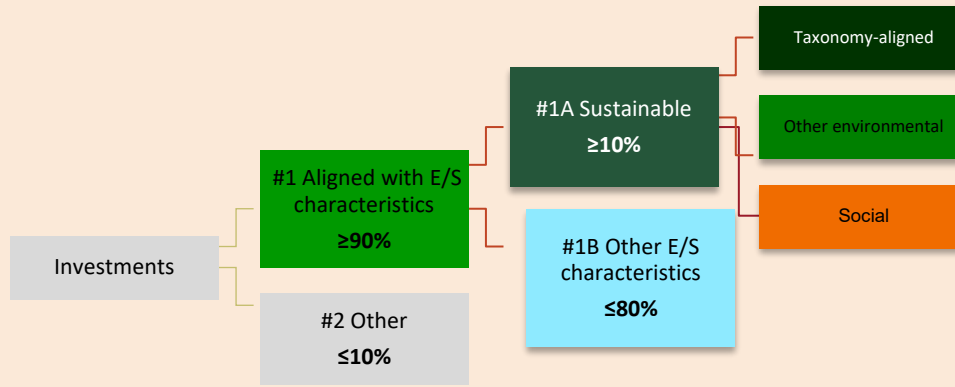 Investments
#1 Aligned with E/S
characteristics
≥90%
#2 Other
≤10%
#1A Sustainable
≥10%
#1B Other E/S
characteristics
≤80%
Taxonomy-aligned
Other environmental
Social